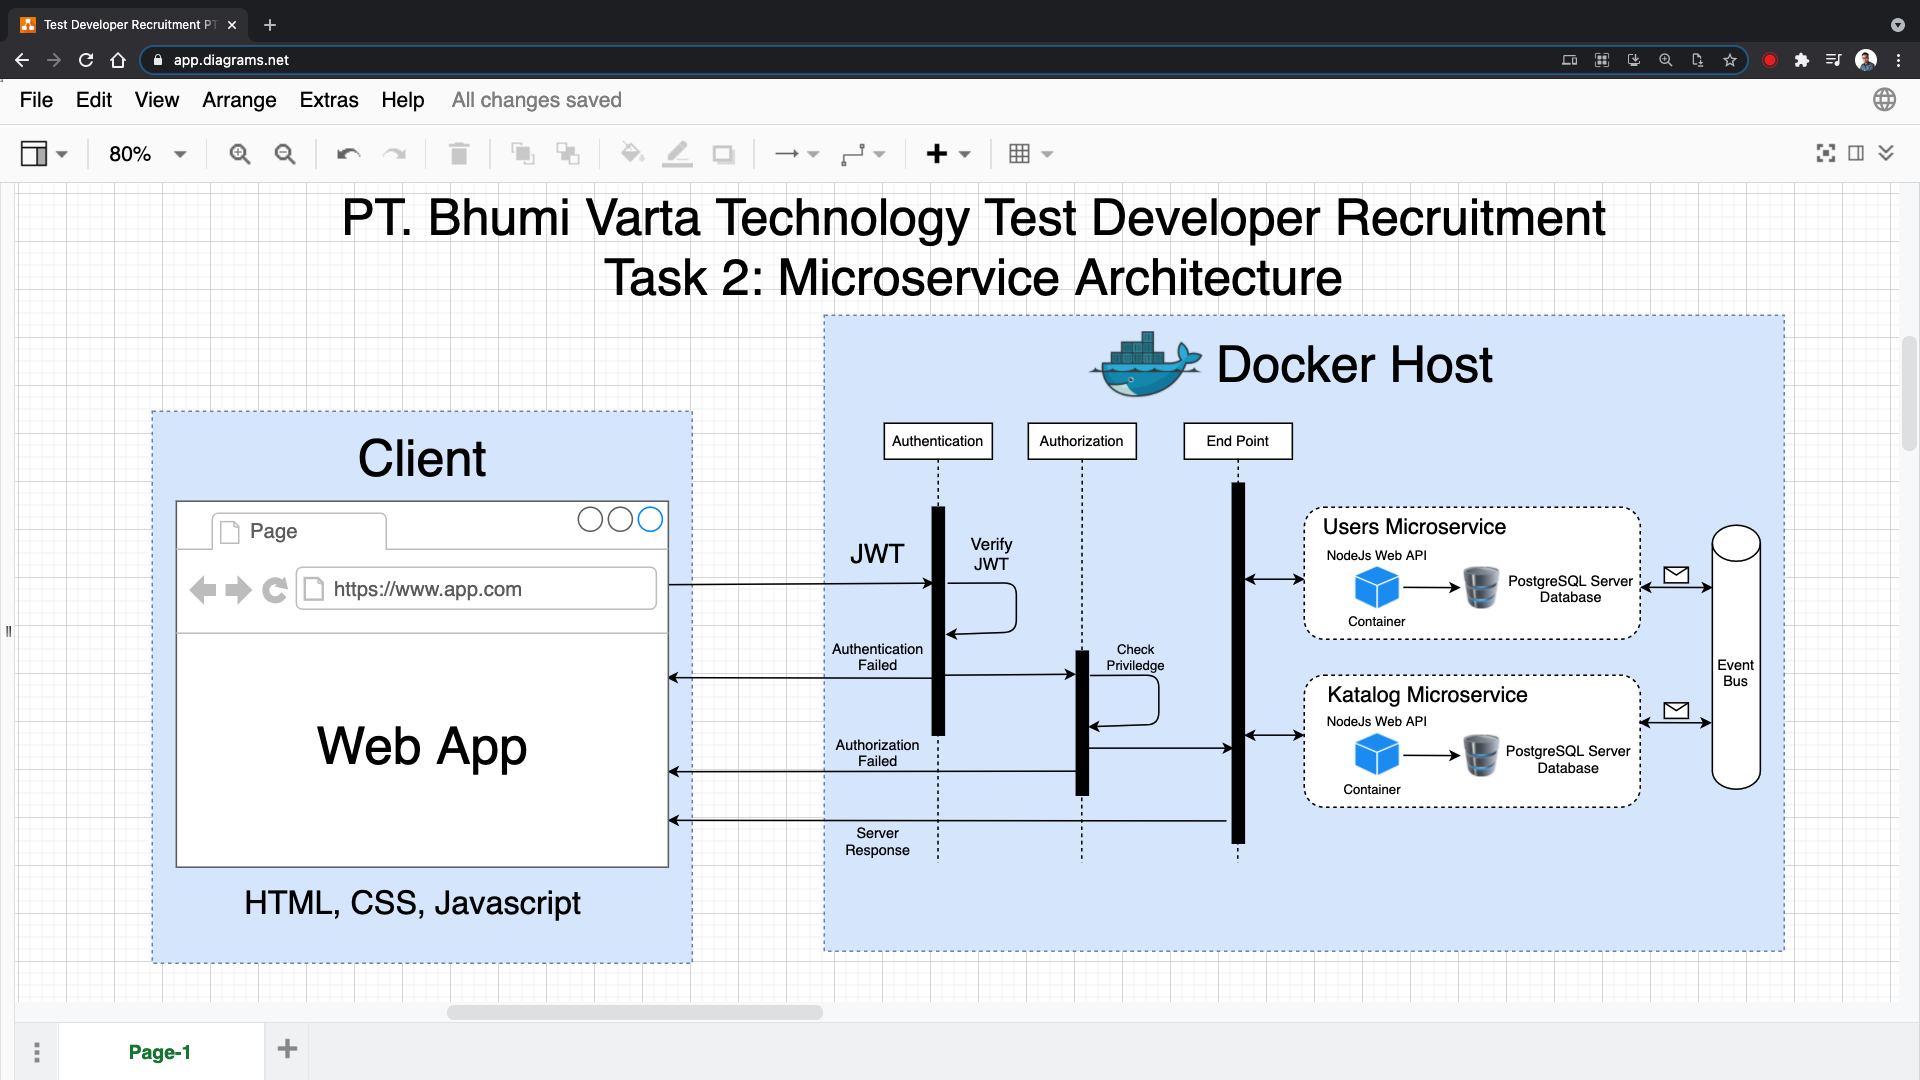 Test Developer Recruitment PT
app.diagrams.net
File Edit View Arrange Extras Help All changes saved
80%
PT. Bhumi Varta Technology Test Developer Recruitment
Task 2: Microservice Architecture
Docker Host
Client
Page
https://www.app.com
Web App
HTML, CSS, Javascript
Authentication
Authorization
End Point
JWT
Verify
JWT
Authentication
Failed
Check
Priviledge
Authorization
Failed
Server
Response
Users Microservice
NodeJs Web API
Container
PostgreSQL Server
Database
Katalog Microservice
NodeJs Web API
Container
PostgreSQL Server
Database
Event
Bus
Page-1